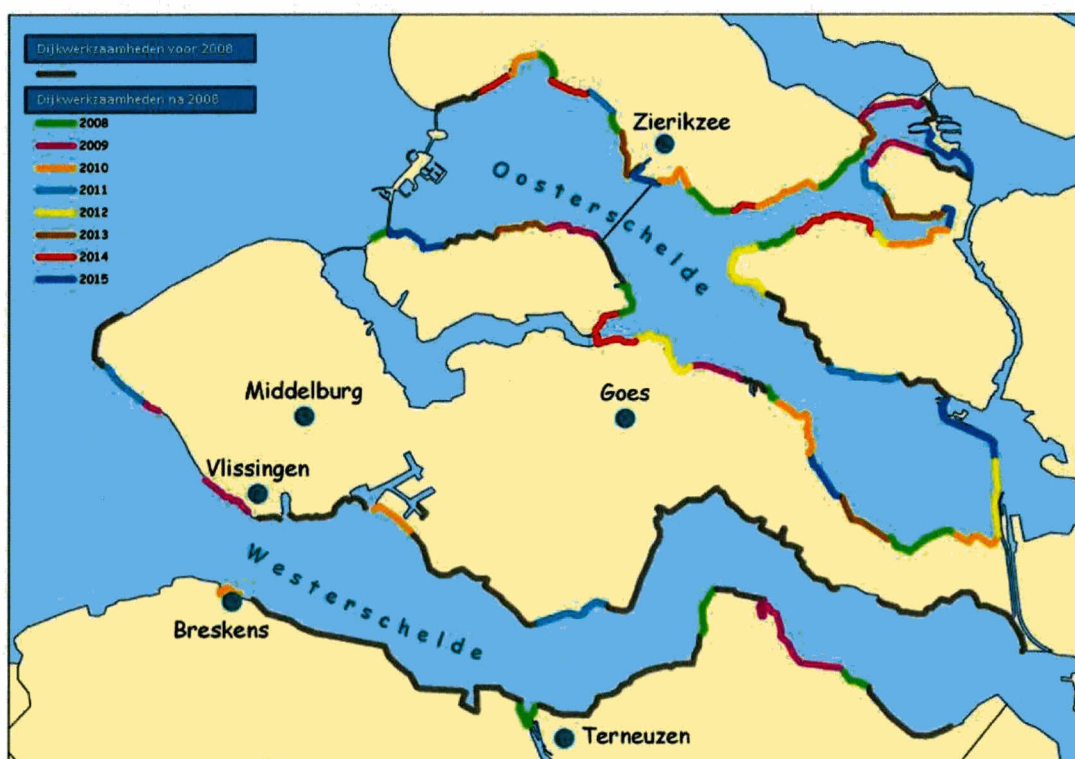 Dijkwerkzaamheden voor 2008
Dijkwerkzaamheden na 2008
2008
2009
2010
2011
2012
2013
2014
2015
Zierikzee
Oosterschelde
Middelburg
Goes
Vlissingen
Westerschelde
Breskens
Terneuzen